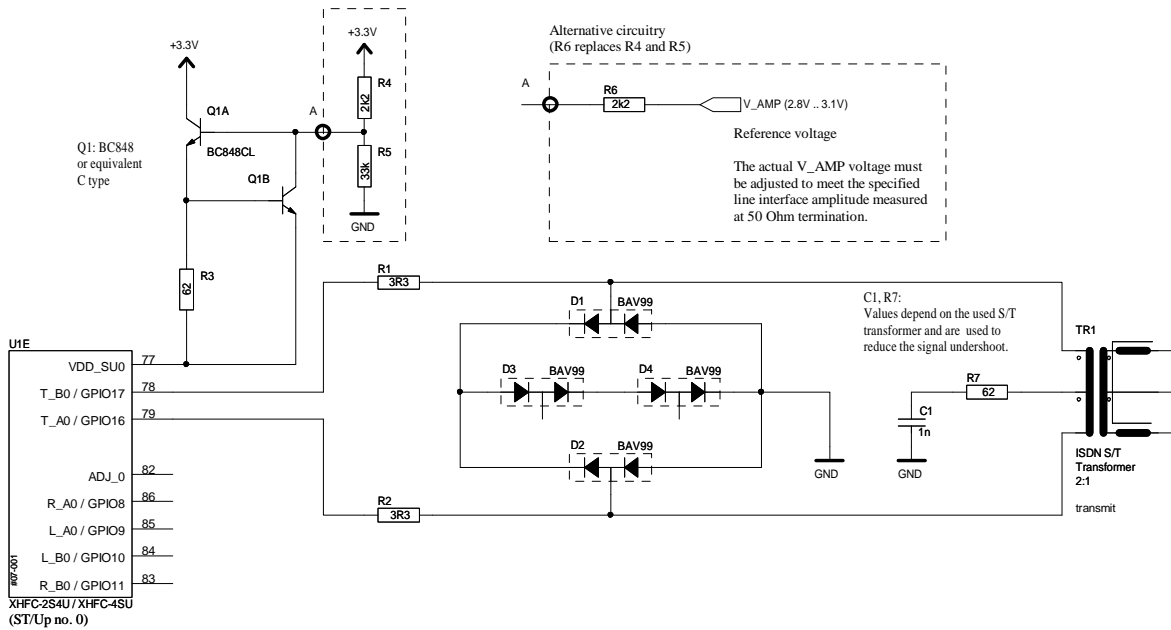 +3.3V
Q1A
BC848CL
Q1: BC848
or equivalent
C type
Q1B
R3
62
A
+3.3V
R4
2k2
R5
33k
GND
Alternative circuitry
(R6 replaces R4 and R5)
A
R6
2k2
V_AMP (2.8V .. 3.1V)
Reference voltage
The actual V_AMP voltage must
be adjusted to meet the specified
line interface amplitude measured
at 50 Ohm termination.
R1
3R3
D1
BAV99
D3
BAV99
D4
BAV99
D2
BAV99
R2
3R3
GND
C1, R7:
Values depend on the used S/T
transformer and are used to
reduce the signal undershoot.
R7
62
C1
1n
GND
TR1
ISDN S/T
Transformer
2:1
transmit
U1E
VDD_SU0
77
T_B0 / GPIO17
78
T_A0 / GPIO16
79
ADJ_0
82
R_A0 / GPIO8
86
L_A0 / GPIO9
85
L_B0 / GPIO10
84
R_B0 / GPIO11
83
#07-001
XHFC-2S4U / XHFC-4SU
(ST/Up no. 0)